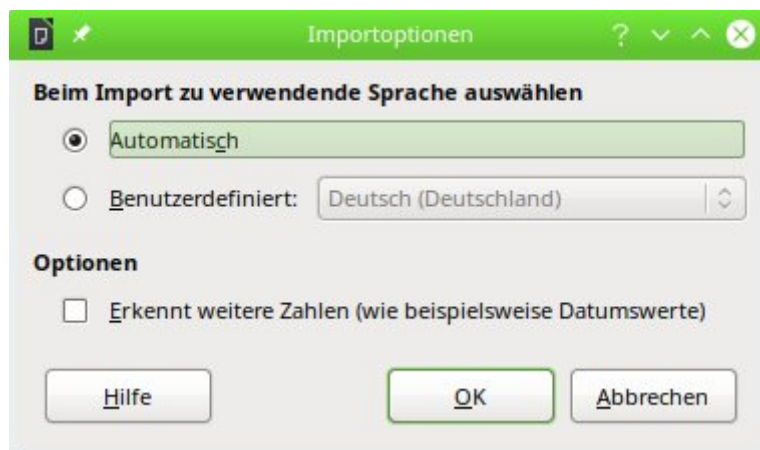 Importoptionen ?
Beim Import zu verwendende Sprache auswählen
Automatisch
Benutzerdefiniert: Deutsch (Deutschland)
Optionen
Erkennt weitere Zahlen (wie beispielsweise Datumswerte)
Hilfe OK Abbrechen